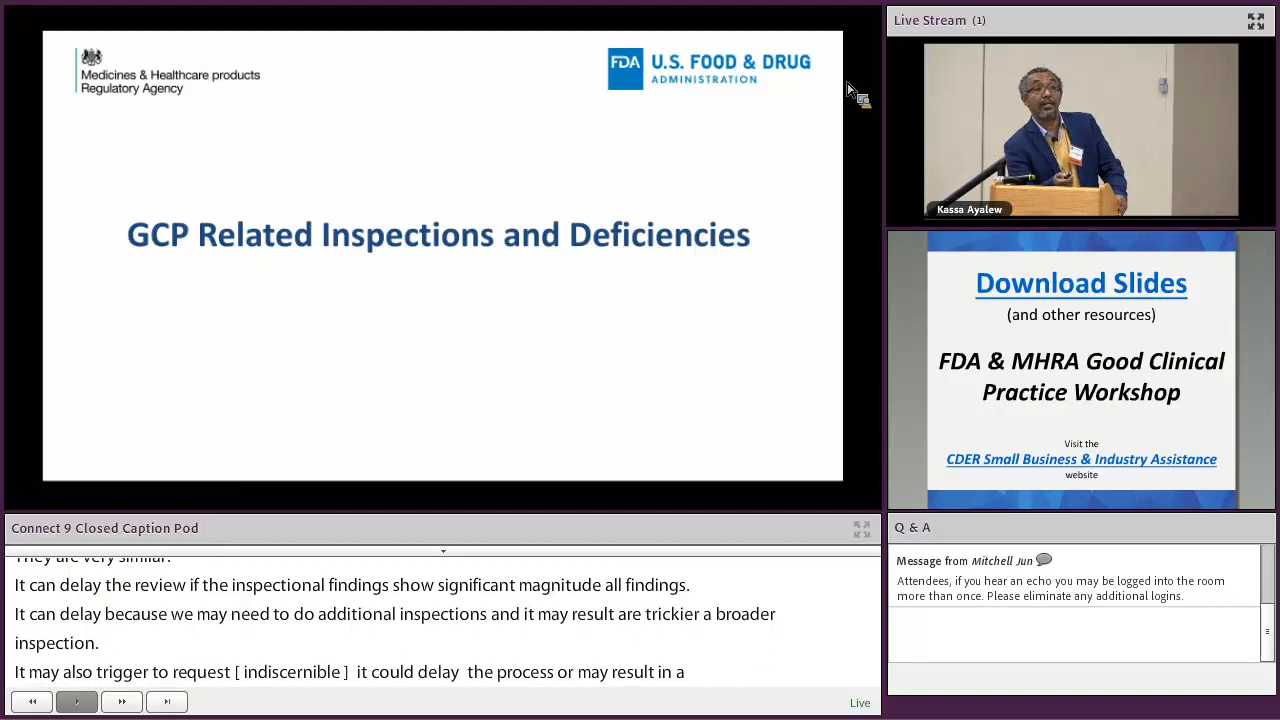 Medicines & Healthcare products
Regulatory Agency
FDA
U.S. FOOD & DRUG
ADMINISTRATION
GCP Related Inspections and Deficiencies
Live Stream (1)
Kassa Ayalew
Download Slides
(and other resources)
FDA & MHRA Good Clinical
Practice Workshop
Visit the
CDER Small Business & Industry Assistance
website
Connect 9 Closed Caption Pod
They are very similar.
It can delay the review if the inspectional findings show significant magnitude all findings.
It can delay because we may need to do additional inspections and it may result are trickier a broader
inspection.
It may also trigger to request [ indiscernible ]  it could delay  the process or may result in a
Live
Q & A
Message from Mitchell Jun
Attendees, if you hear an echo you may be logged into the room
more than once. Please eliminate any additional logins.